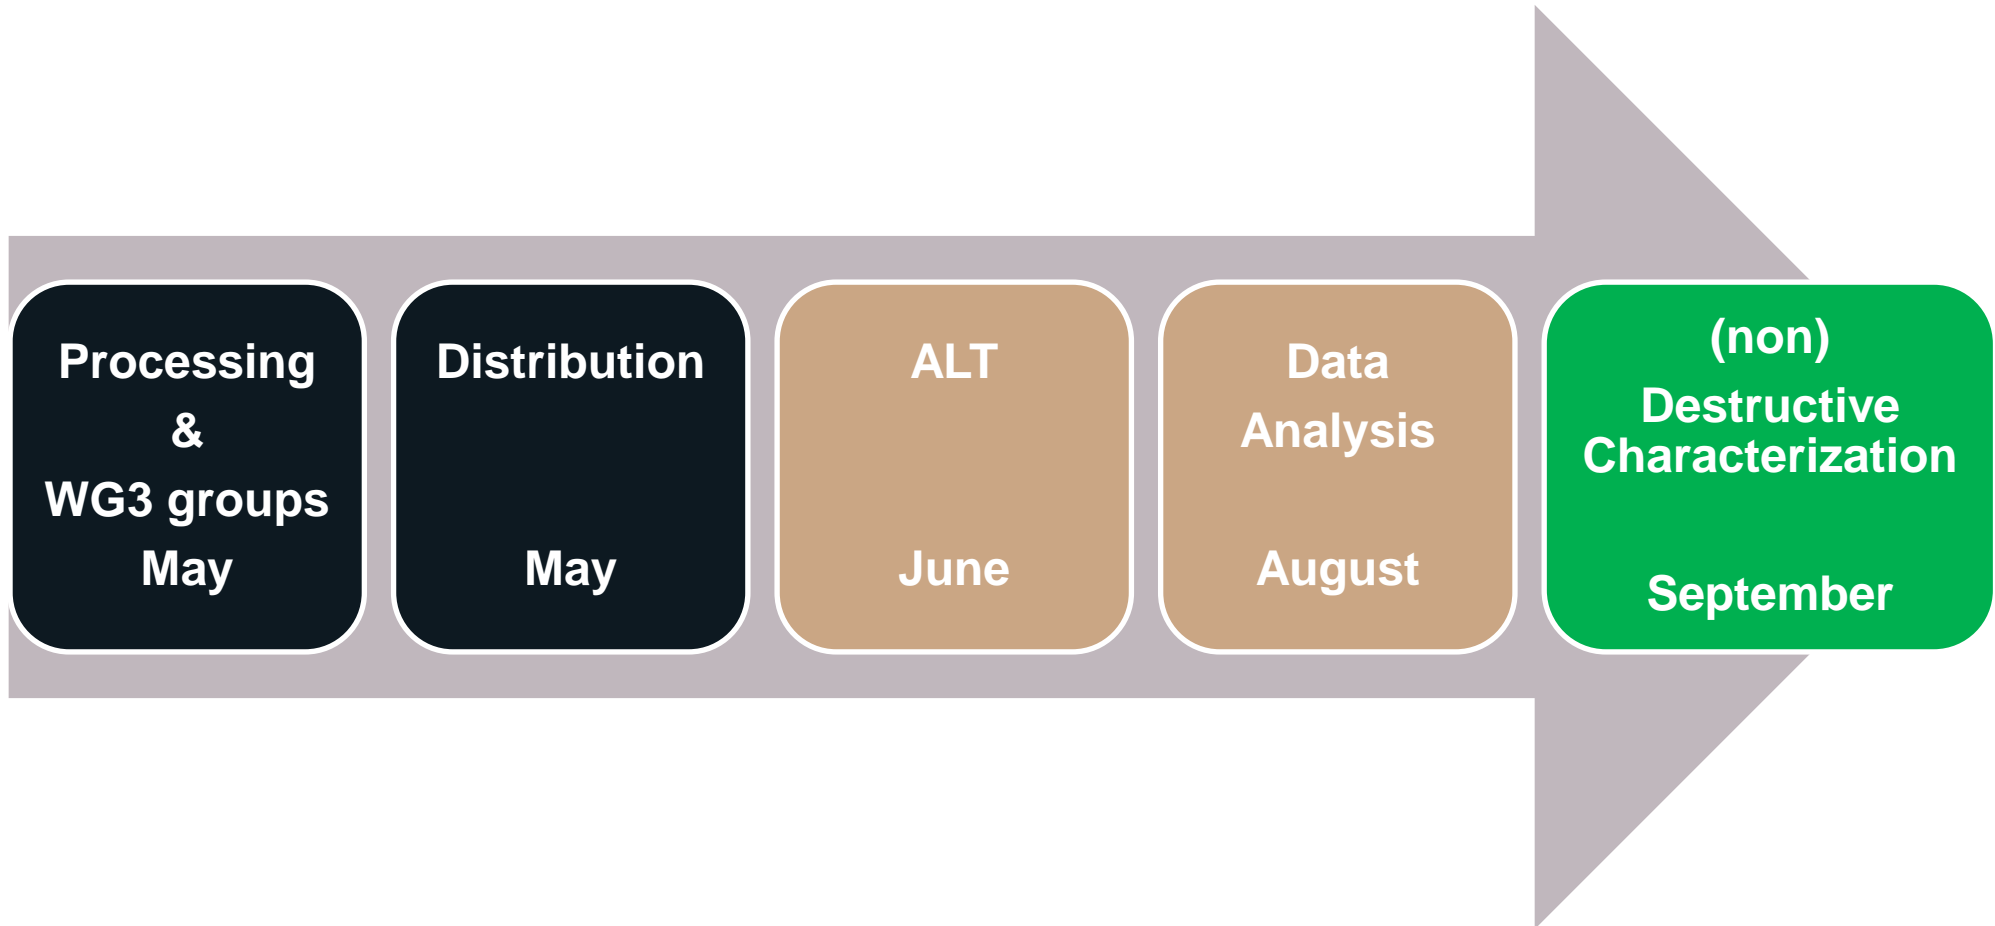 Processing
&
WG3 groups
May
Distribution
May
ALT
June
Data
Analysis
August
(non)
Destructive
Characterization
September